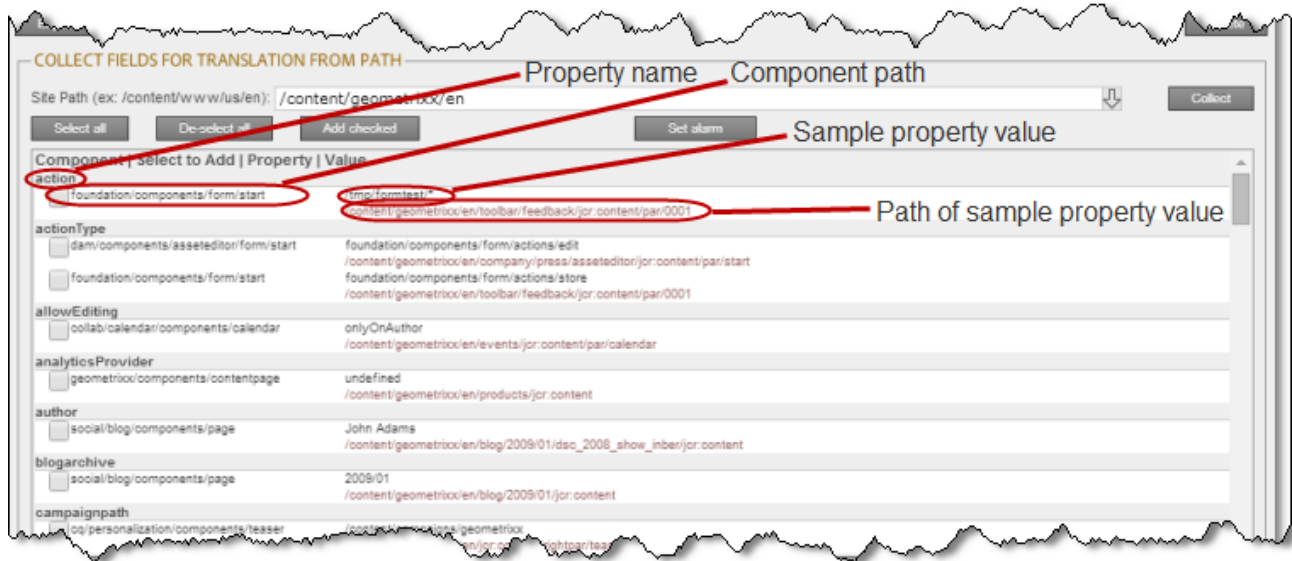 COLLECT FIELDS FOR TRANSLATION FROM PATH
Property name
Component path
Site Path (ex: /content/www/us/en): /content/geometrixx/en
Collect
Select all
De-select all
Add checked
Set alarm
Sample property value
Component | Select to Add | Property | Value
action
foundation/components/form/start
/tmp/formtest/*
/content/geometrixx/en/toolbar/feedback/jcr:content/par/0001
Path of sample property value
actionType
dam/components/asseteditor/form/start
foundation/components/form/actions/edit
/content/geometrixx/en/company/press/asseteditor/jcr:content/par/start
foundation/components/form/start
foundation/components/form/actions/store
/content/geometrixx/en/toolbar/feedback/jcr:content/par/0001
allowEditing
collab/calendar/components/calendar
onlyOnAuthor
/content/geometrixx/en/events/jcr:content/par/calendar
analyticsProvider
geometrixx/components/contentpage
undefined
/content/geometrixx/en/products/jcr:content
author
social/blog/components/page
John Adams
/content/geometrixx/en/blog/2009/01/dsc_2008_show_inber/jcr:content
blogarchive
social/blog/components/page
2009/01
/content/geometrixx/en/blog/2009/01/jcr:content
campaignpath
cq/personalization/components/teaser
/content/campaigns/geometrixx